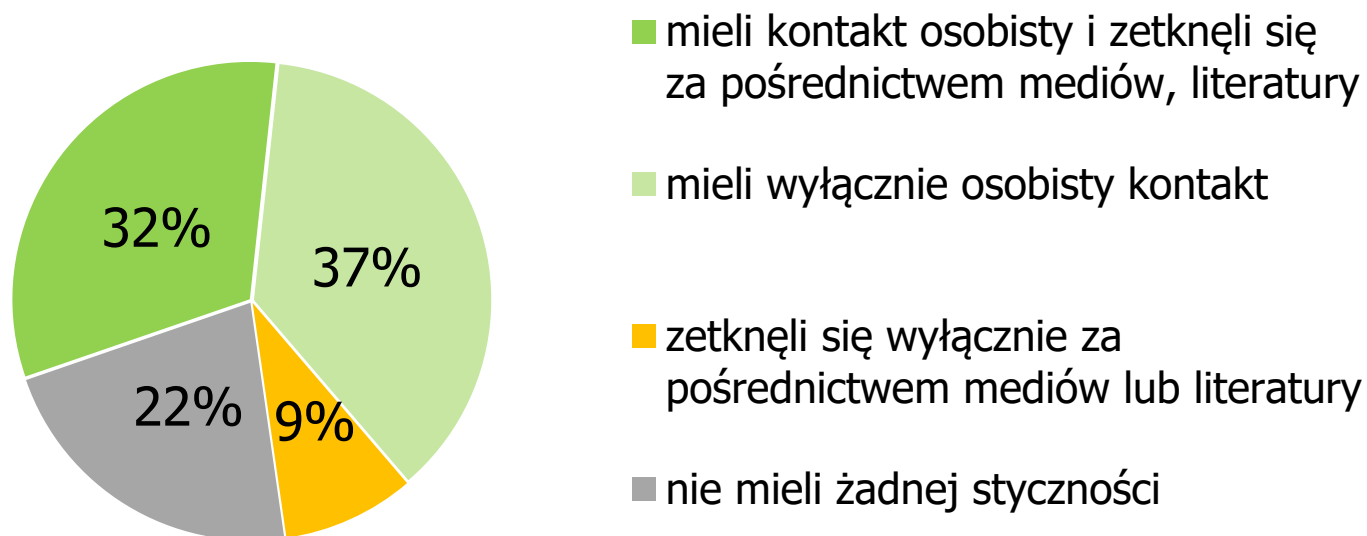 32%
37%
22%
9%
mieli kontakt osobisty i zetknęli się
za pośrednictwem mediów, literatury
mieli wyłącznie osobisty kontakt
zetknęli się wyłącznie za
pośrednictwem mediów lub literatury
nie mieli żadnej styczności